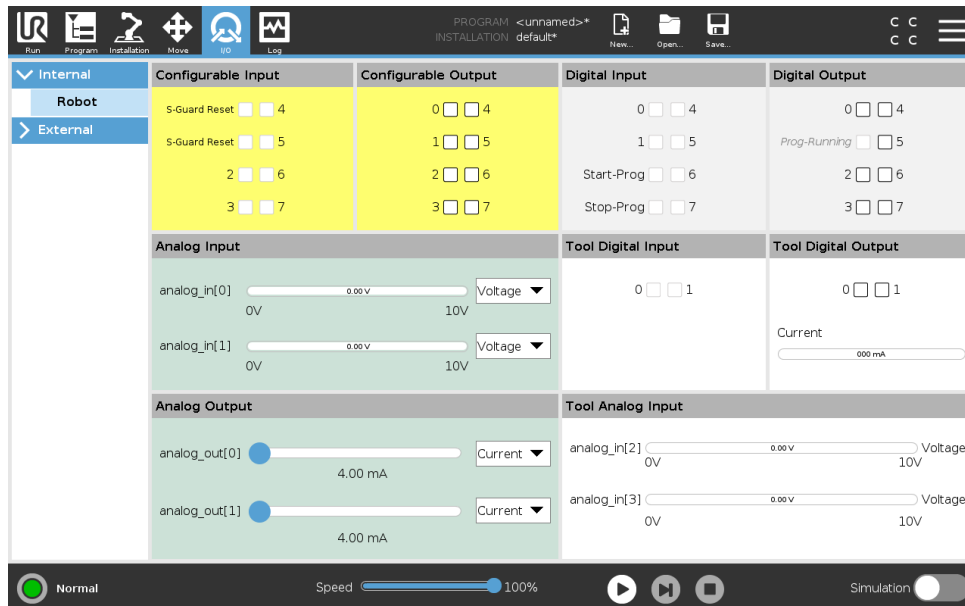 PROGRAM <unnamed>*
INSTALLATION default*
C C
C C
Run Program Installation Move I/O Log New... Open... Save...
Internal
Robot
External
Configurable Input
S-Guard Reset 4
S-Guard Reset 5
2 6
3 7
Configurable Output
0 4
1 5
2 6
3 7
Digital Input
0 4
1 5
Start-Prog 6
Stop-Prog 7
Digital Output
0 4
Prog-Running 5
2 6
3 7
Analog Input
analog_in[0] 0.00 V Voltage
0V 10V
analog_in[1] 0.00 V Voltage
0V 10V
Tool Digital Input
0 1
Tool Digital Output
0 1
Current
000 mA
Analog Output
analog_out[0] Current
4.00 mA
analog_out[1] Current
4.00 mA
Tool Analog Input
analog_in[2] 0.00 V Voltage
0V 10V
analog_in[3] 0.00 V Voltage
0V 10V
Normal Speed 100% Simulation